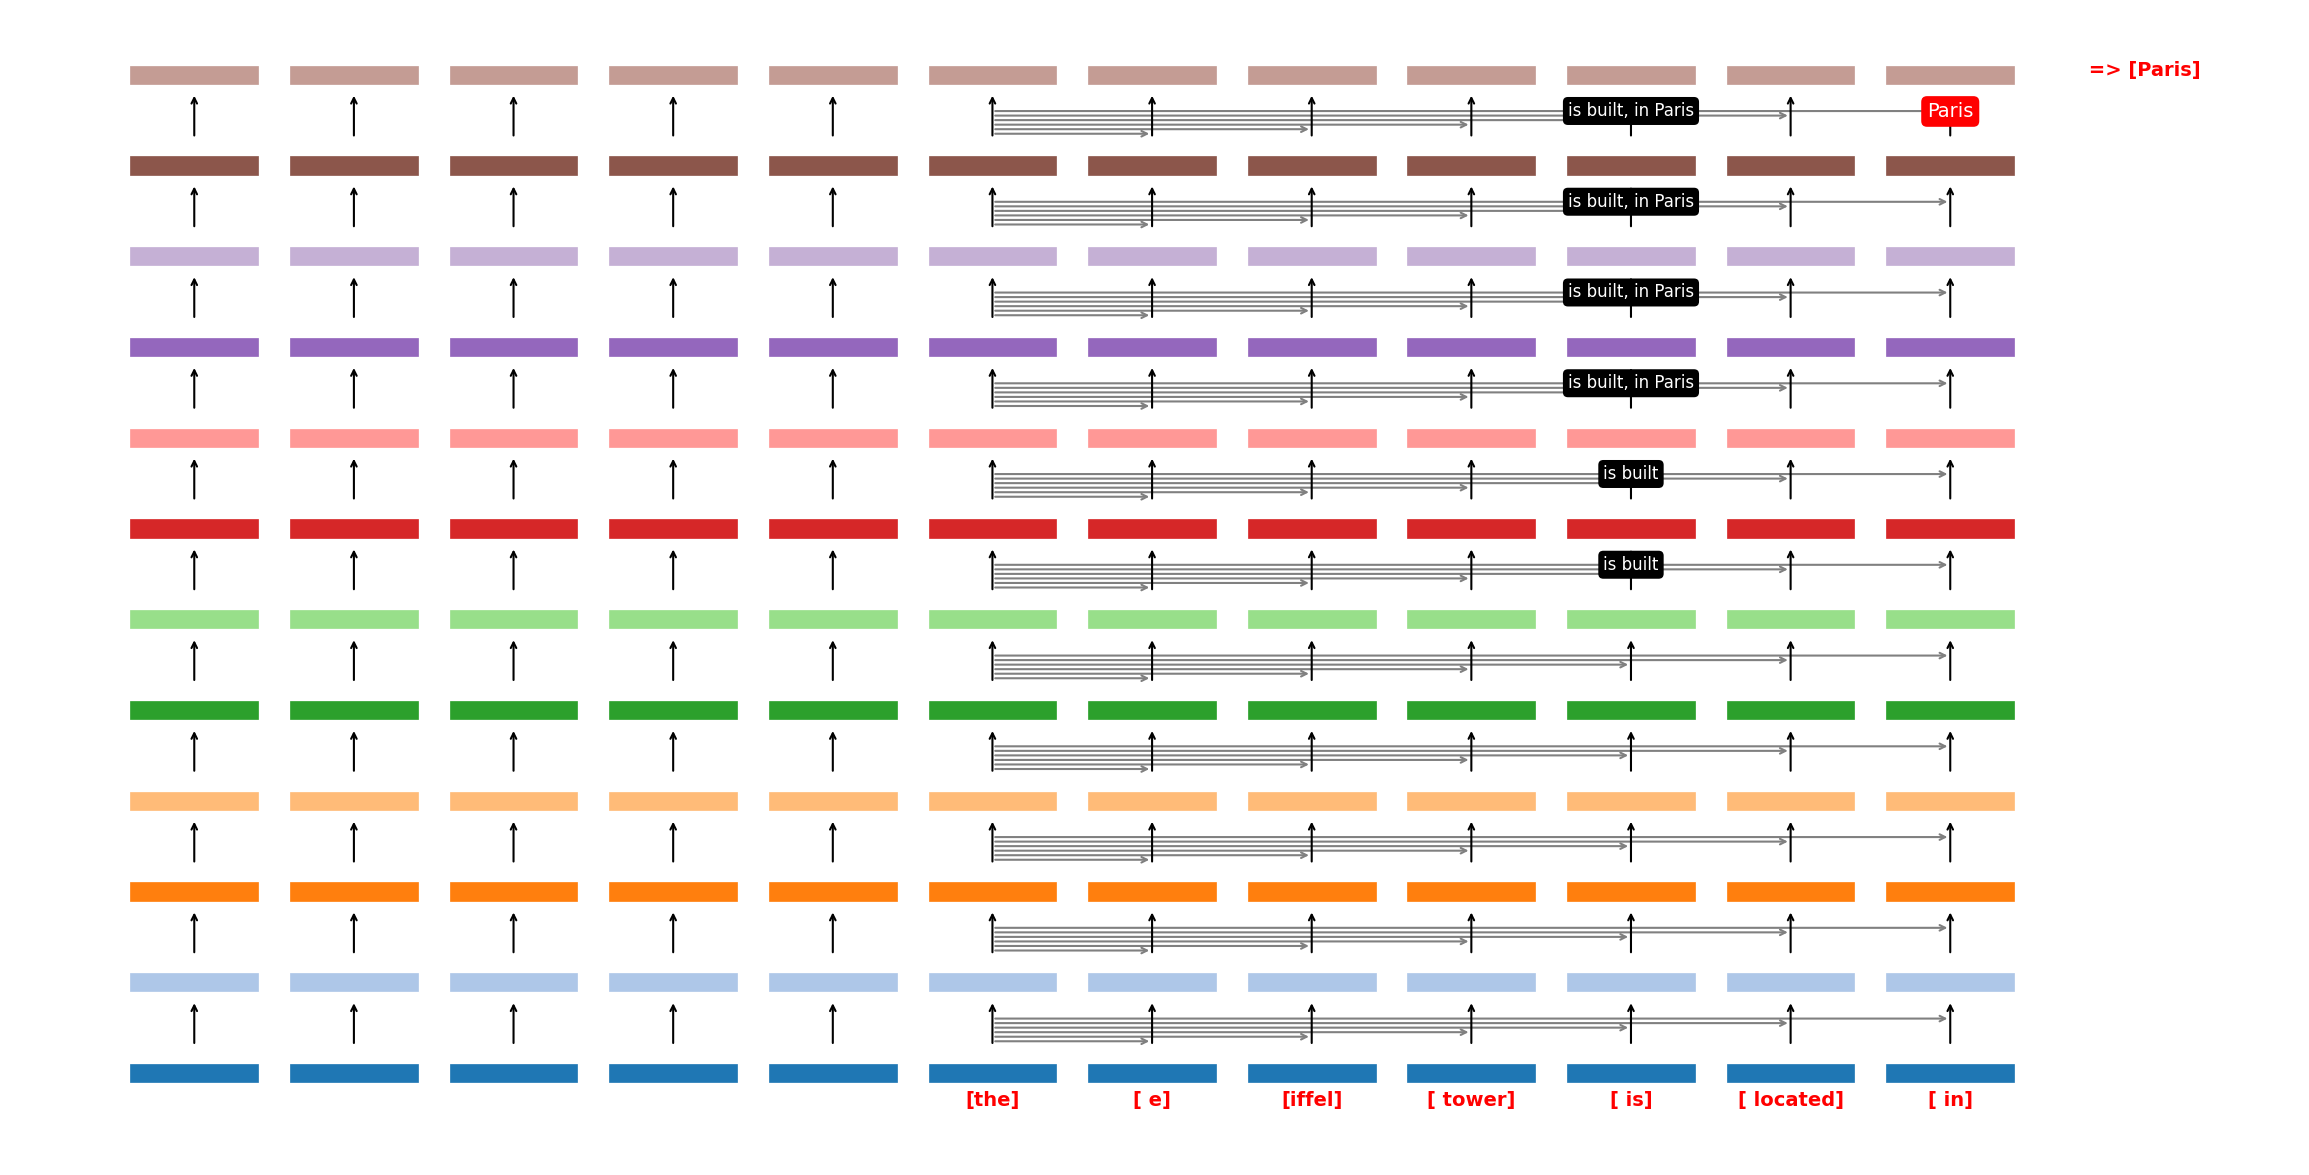 => [Paris]
is built, in Paris
Paris
is built, in Paris
is built, in Paris
is built, in Paris
is built
is built
[the] [ e] [iffel] [ tower] [ is] [ located] [ in]